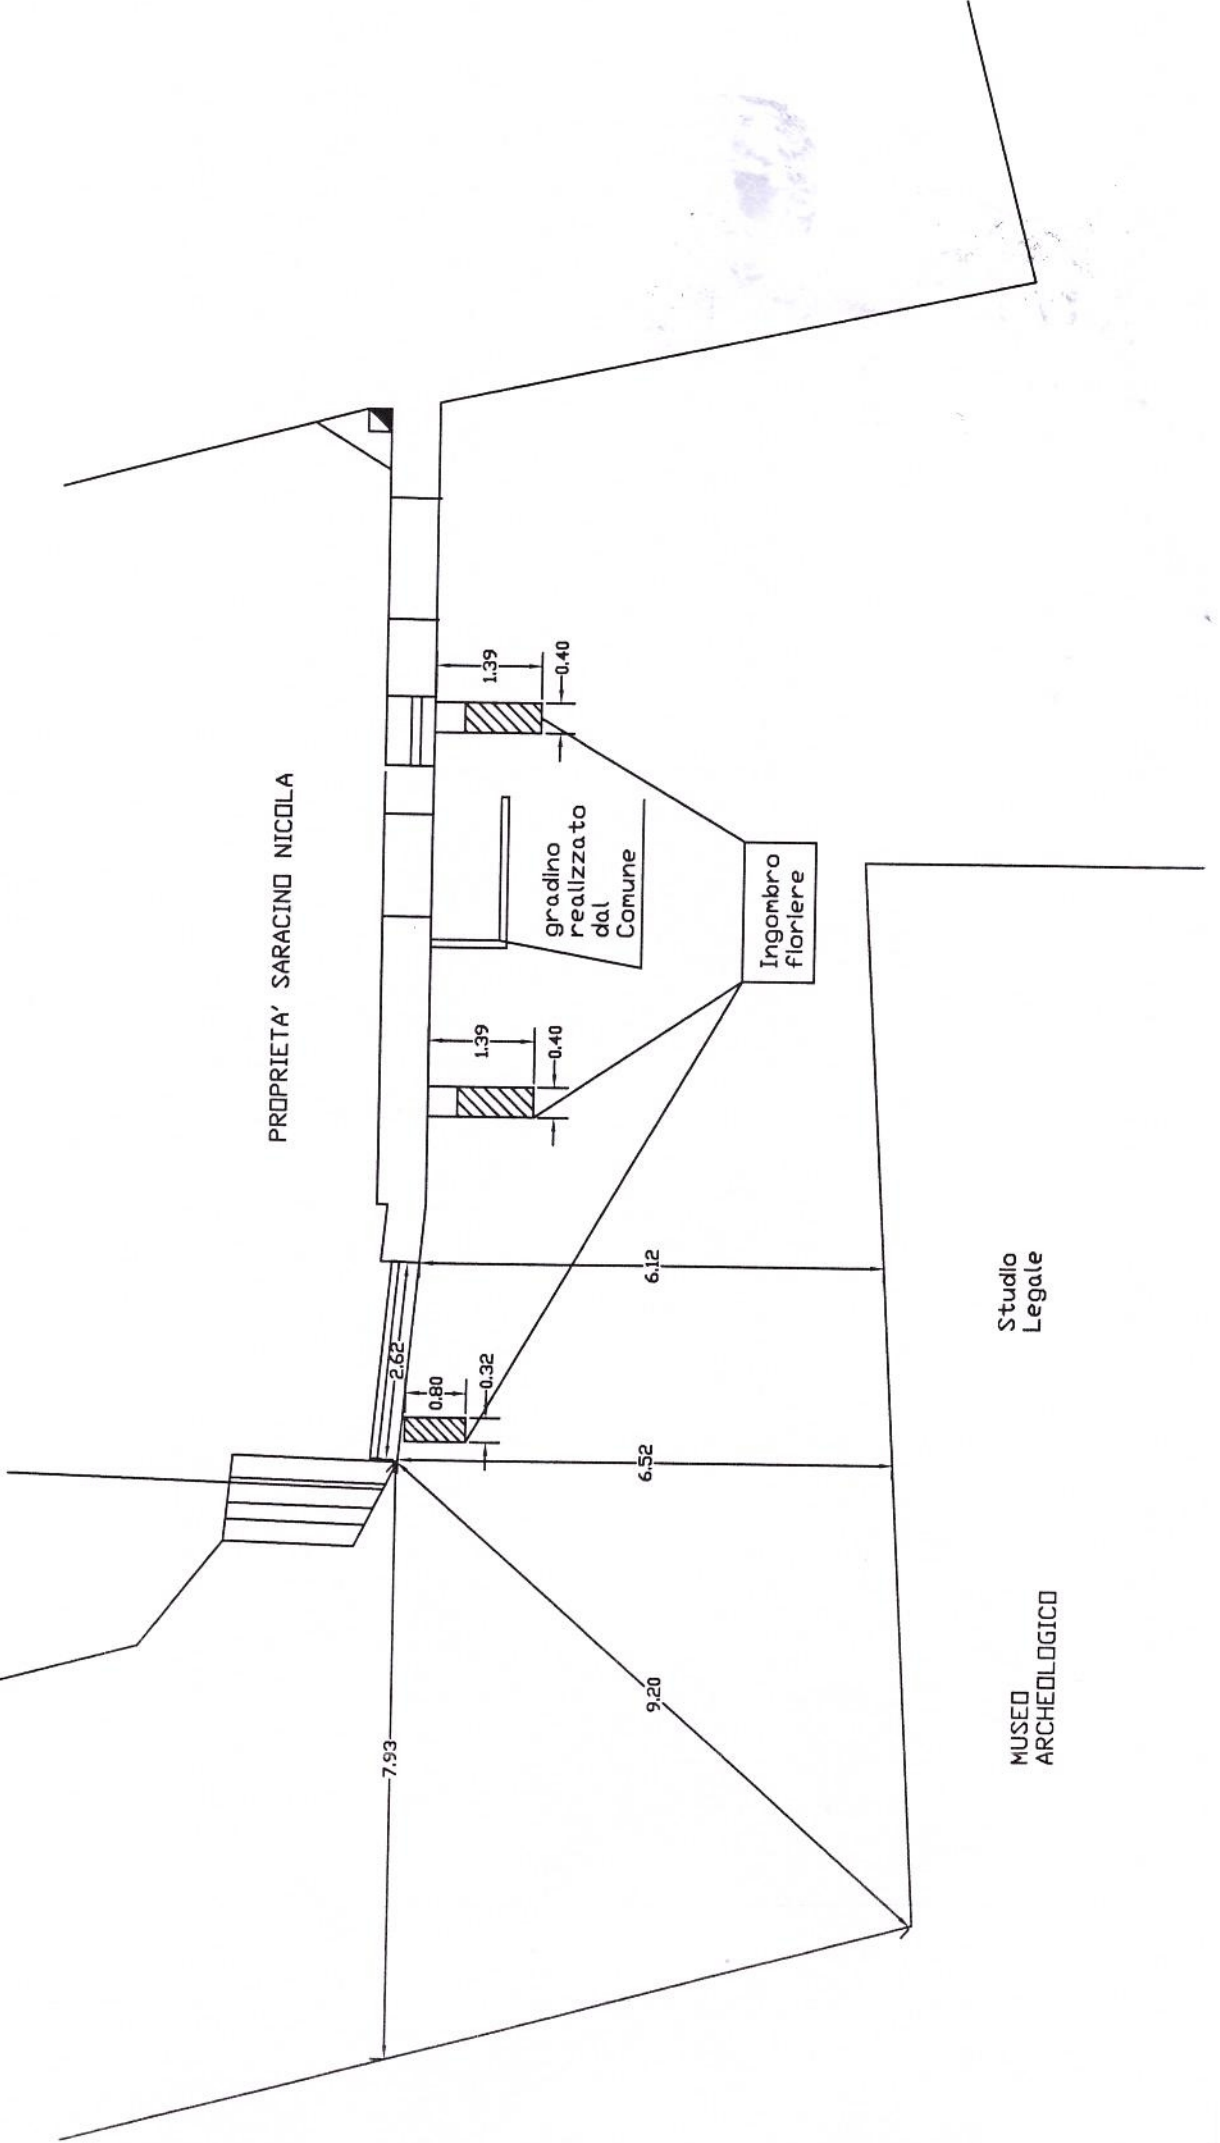 PROPRIETA' SARACINO NICOLA
1.39
0.40
gradino
realizzato
dal
Comune
Ingombro
fioriere
1.39
0.40
2.62
0.80
0.32
6.12
6.52
7.93
9.20
Studio
Legale
MUSEO
ARCHEOLOGICO